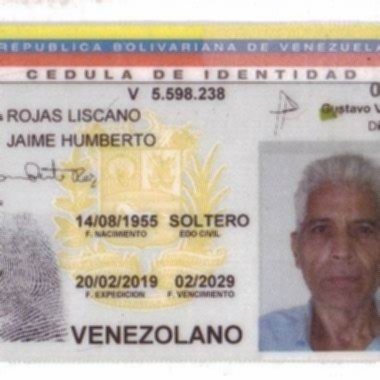 REPUBLICA BOLIVARIANA DE VENEZUELA
CEDULA DE IDENTIDAD
V 5.598.238
ROJAS LISCANO
JAIME HUMBERTO
Gustavo V
Di
14/08/1955 SOLTERO
F. NACIMIENTO EDO CIVIL
20/02/2019 02/2029
F. EXPEDICION F. VENCIMIENTO
VENEZOLANO